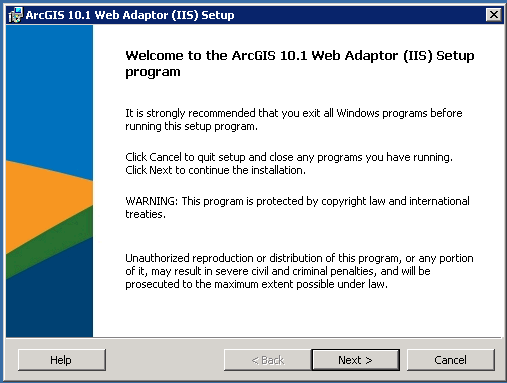 ArcGIS 10.1 Web Adaptor (IIS) Setup
Welcome to the ArcGIS 10.1 Web Adaptor (IIS) Setup
program
It is strongly recommended that you exit all Windows programs before
running this setup program.
Click Cancel to quit setup and close any programs you have running.
Click Next to continue the installation.
WARNING: This program is protected by copyright law and international
treaties.
Unauthorized reproduction or distribution of this program, or any portion
of it, may result in severe civil and criminal penalties, and will be
prosecuted to the maximum extent possible under law.
Help
< Back
Next >
Cancel